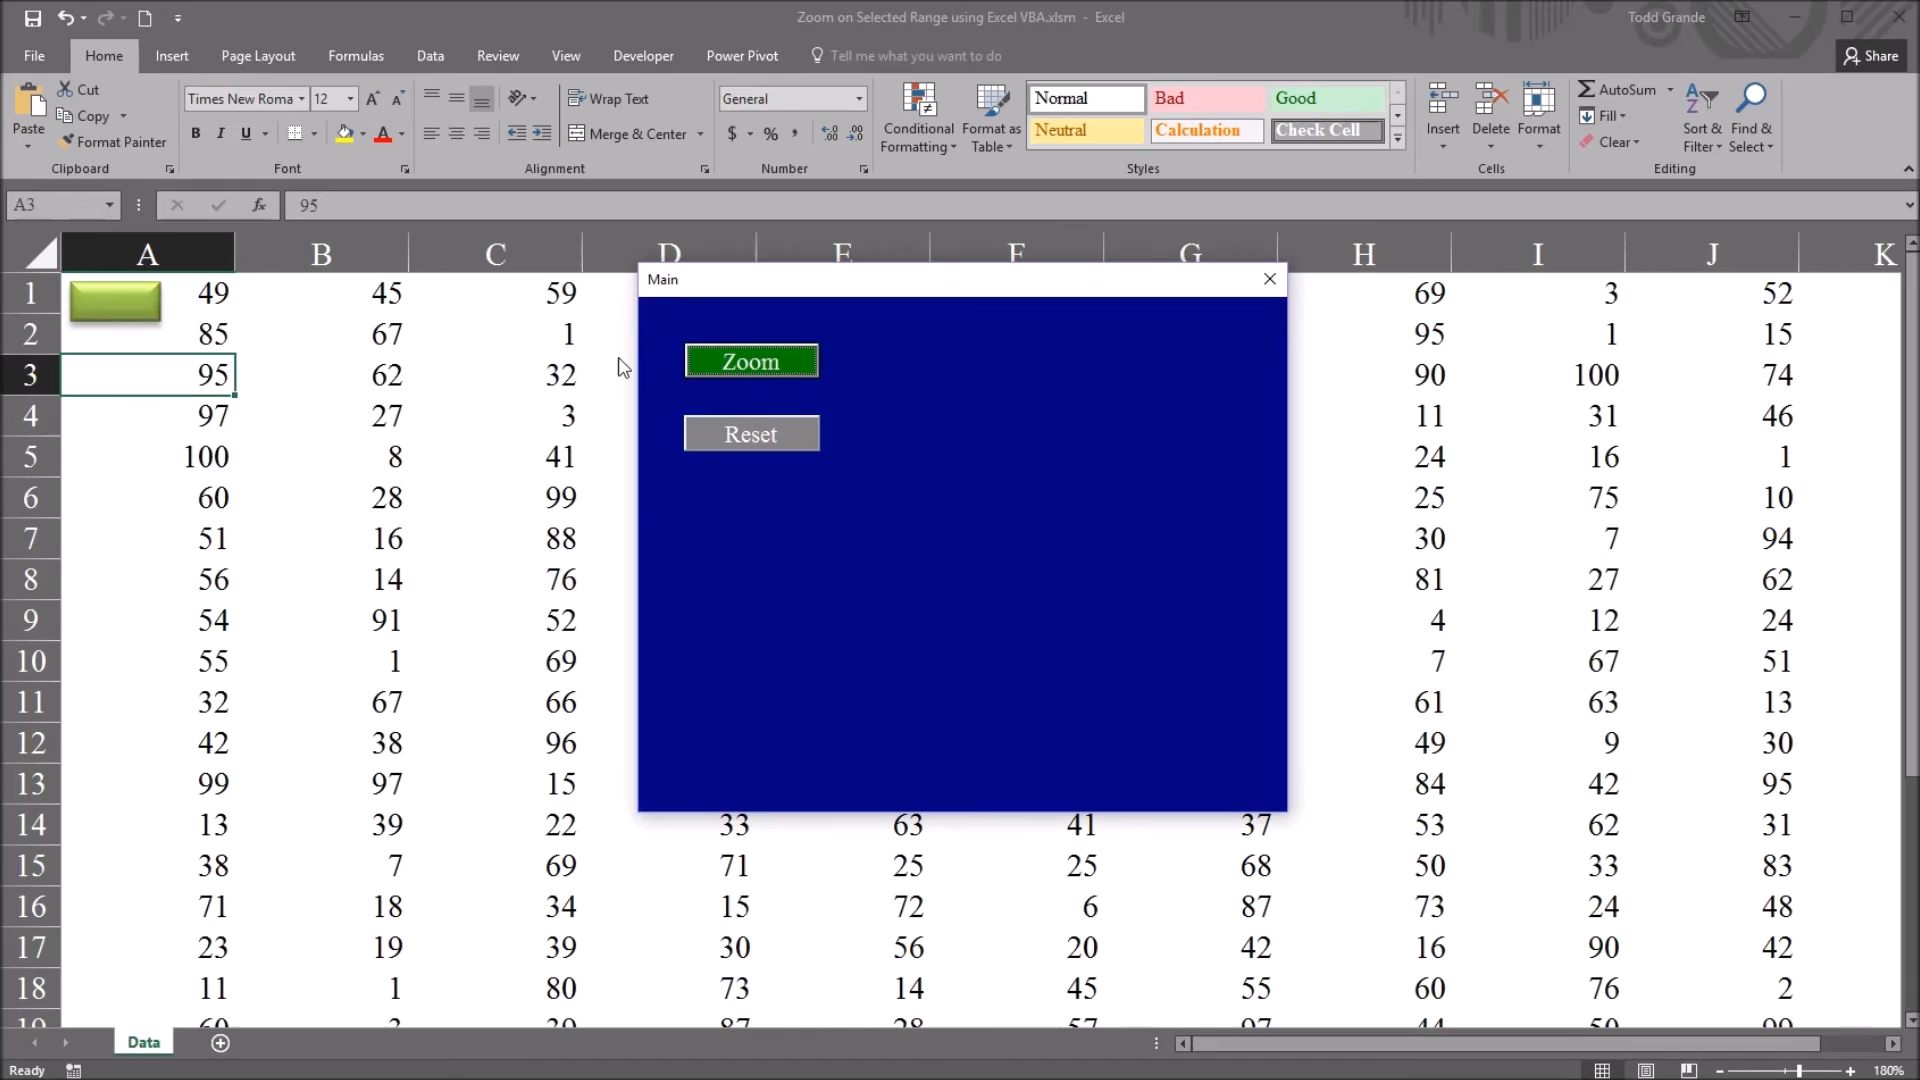 Zoom on Selected Range using Excel VBA.xlsm - Excel
Todd Grande
File Home Insert Page Layout Formulas Data Review View Developer Power Pivot Tell me what you want to do Share
Paste
Cut
Copy
Format Painter
Clipboard
Times New Roma 12
B I U
Font
Wrap Text
Merge & Center
Alignment
General
$ % ,
Number
Conditional Formatting
Format as Table
Normal Bad Good
Neutral Calculation Check Cell
Styles
Insert Delete Format
Cells
AutoSum
Fill
Clear
Sort & Filter
Find & Select
Editing
A3 fx 95
A B C D E F G H I J K
1 49 45 59 69 3 52
2 85 67 1 95 1 15
3 95 62 32 90 100 74
4 97 27 3 11 31 46
5 100 8 41 24 16 1
6 60 28 99 25 75 10
7 51 16 88 30 7 94
8 56 14 76 81 27 62
9 54 91 52 4 12 24
10 55 1 69 7 67 51
11 32 67 66 61 63 13
12 42 38 96 49 9 30
13 99 97 15 84 42 95
14 13 39 22 33 63 41 37 53 62 31
15 38 7 69 71 25 25 68 50 33 83
16 71 18 34 15 72 6 87 73 24 48
17 23 19 39 30 56 20 42 16 90 42
18 11 1 80 73 14 45 55 60 76 2
Main
Zoom
Reset
Data
Ready
180%